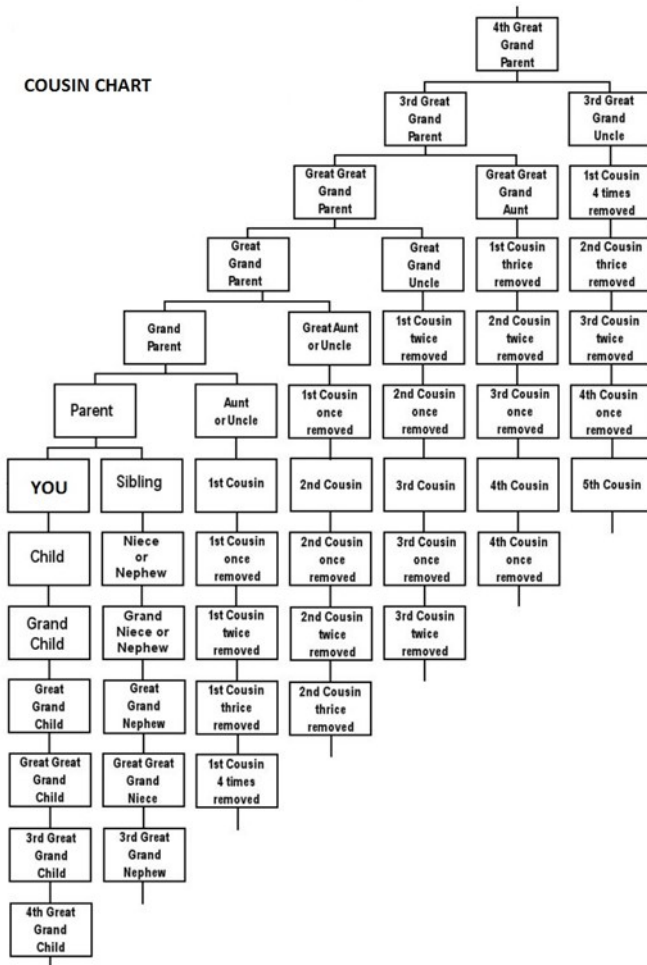 4th Great
Grand
Parent
COUSIN CHART
3rd Great
Grand
Parent
3rd Great
Grand
Uncle
Great Great
Grand
Parent
Great Great
Grand
Aunt
1st Cousin
4 times
removed
Great
Grand
Parent
Great
Grand
Uncle
1st Cousin
thrice
removed
2nd Cousin
thrice
removed
Grand
Parent
Great Aunt
or Uncle
1st Cousin
twice
removed
2nd Cousin
twice
removed
3rd Cousin
twice
removed
Parent
Aunt
or Uncle
1st Cousin
once
removed
2nd Cousin
once
removed
3rd Cousin
once
removed
4th Cousin
once
removed
YOU
Sibling
1st Cousin
2nd Cousin
3rd Cousin
4th Cousin
5th Cousin
Child
Niece
or
Nephew
1st Cousin
once
removed
2nd Cousin
once
removed
3rd Cousin
once
removed
4th Cousin
once
removed
Grand
Child
Grand
Niece or
Nephew
1st Cousin
twice
removed
2nd Cousin
twice
removed
3rd Cousin
twice
removed
Great
Grand
Child
Great
Grand
Nephew
1st Cousin
thrice
removed
2nd Cousin
thrice
removed
Great Great
Grand
Child
Great Great
Grand
Niece
1st Cousin
4 times
removed
3rd Great
Grand
Child
3rd Great
Grand
Nephew
4th Great
Grand
Child